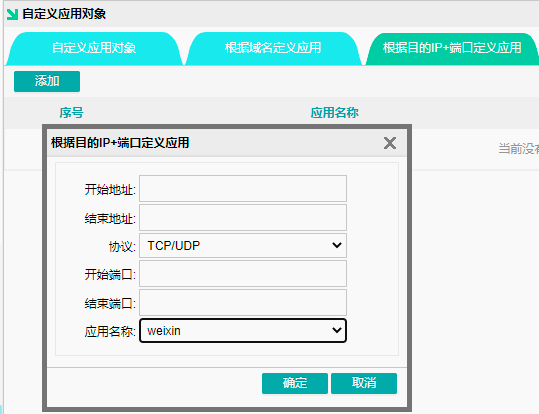 自定义应用对象
自定义应用对象 根据域名定义应用 根据目的IP+端口定义应用
添加
序号 应用名称
当前没
根据目的IP+端口定义应用
开始地址:
结束地址:
协议: TCP/UDP
开始端口:
结束端口:
应用名称: weixin
确定 取消